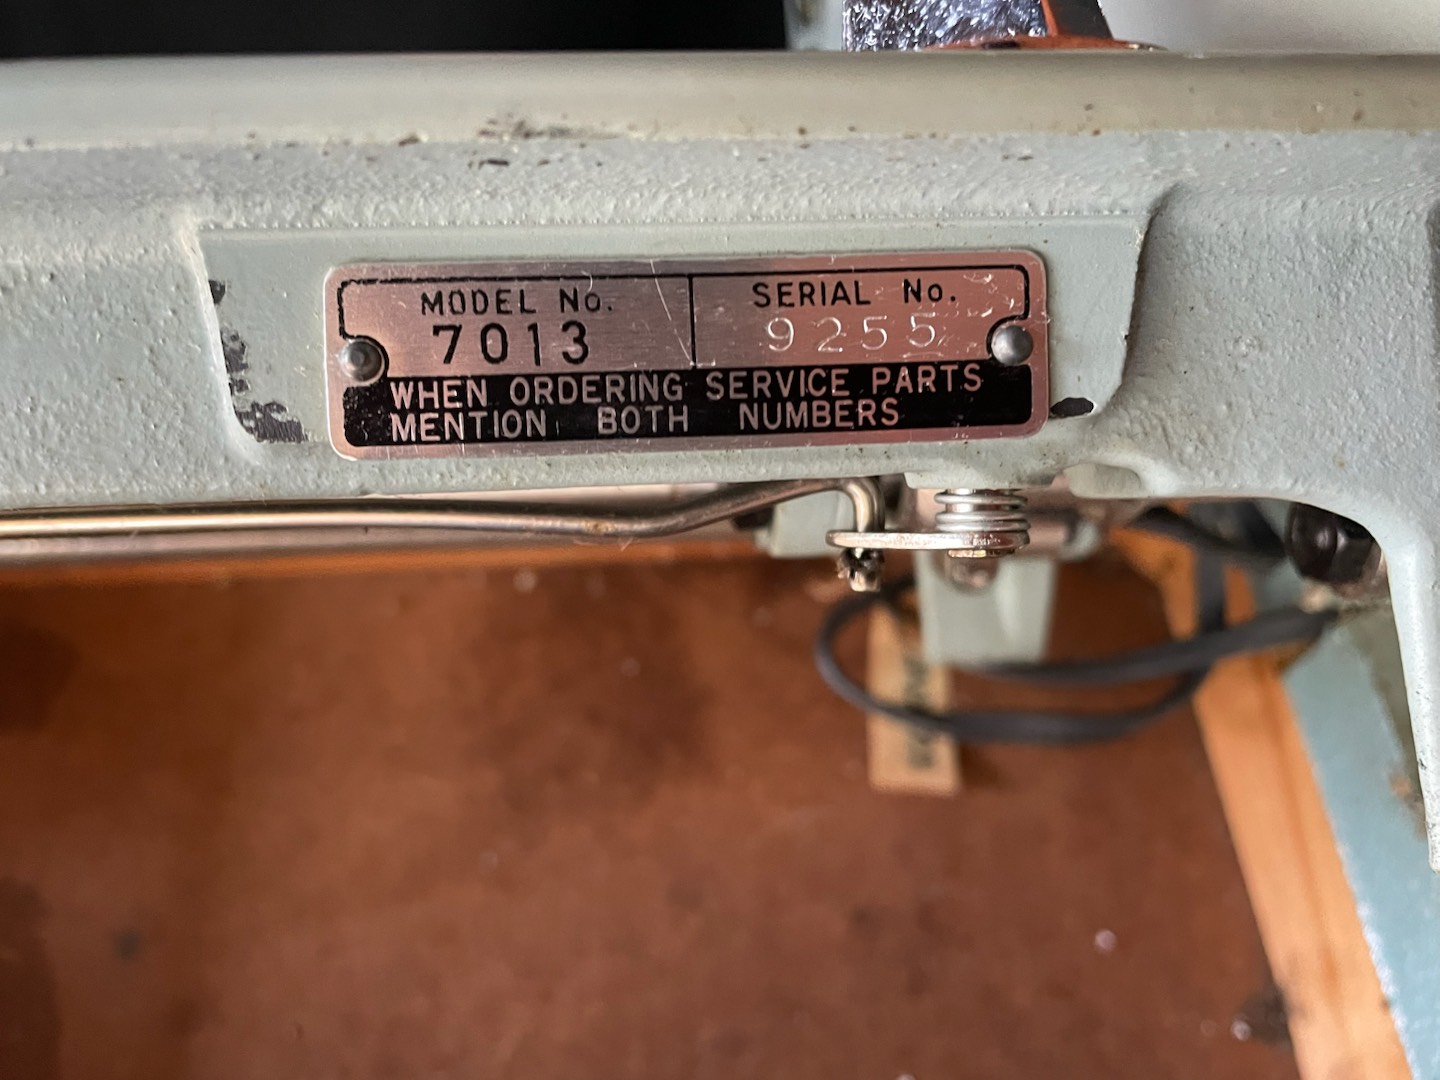 MODEL No. SERIAL No.
7013 9255
WHEN ORDERING SERVICE PARTS
MENTION BOTH NUMBERS